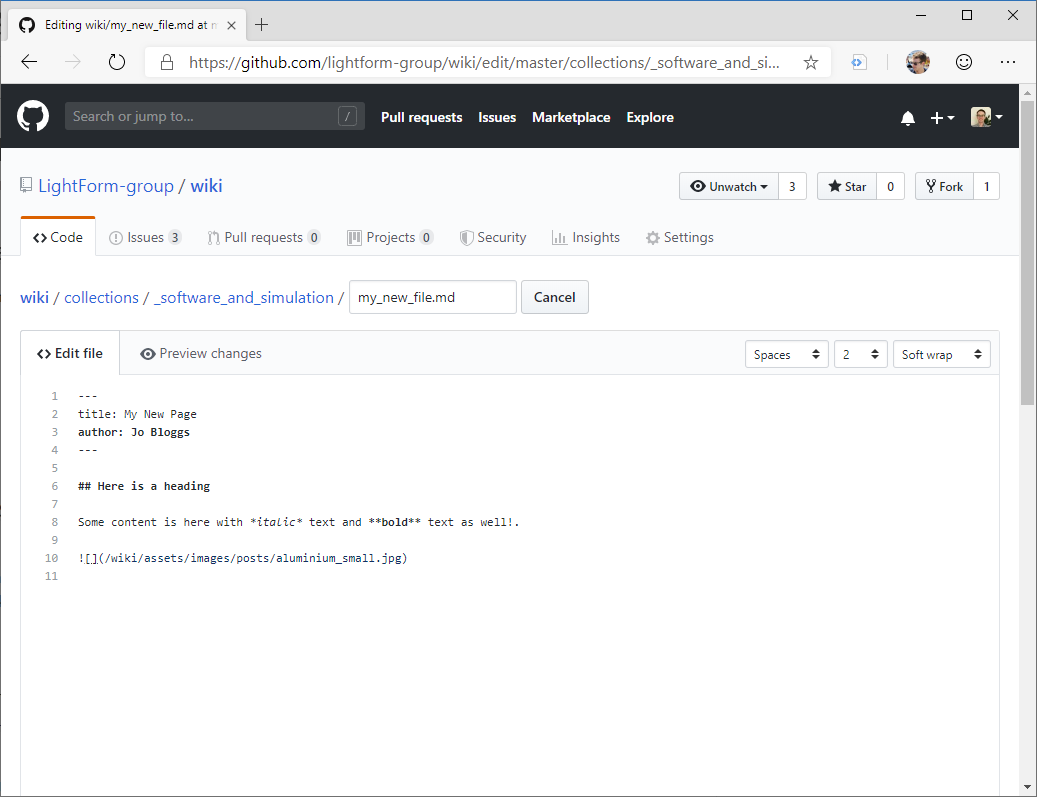 Editing wiki/my_new_file.md at m
https://github.com/lightform-group/wiki/edit/master/collections/_software_and_si...
Search or jump to... /
Pull requests Issues Marketplace Explore
LightForm-group / wiki
Unwatch 3 Star 0 Fork 1
Code Issues 3 Pull requests 0 Projects 0 Security Insights Settings
wiki / collections / _software_and_simulation / my_new_file.md Cancel
Edit file Preview changes Spaces 2 Soft wrap
1 ---
2 title: My New Page
3 author: Jo Bloggs
4 ---
5
6 ## Here is a heading
7
8 Some content is here with *italic* text and **bold** text as well!.
9
10 ![](/wiki/assets/images/posts/aluminium_small.jpg)
11